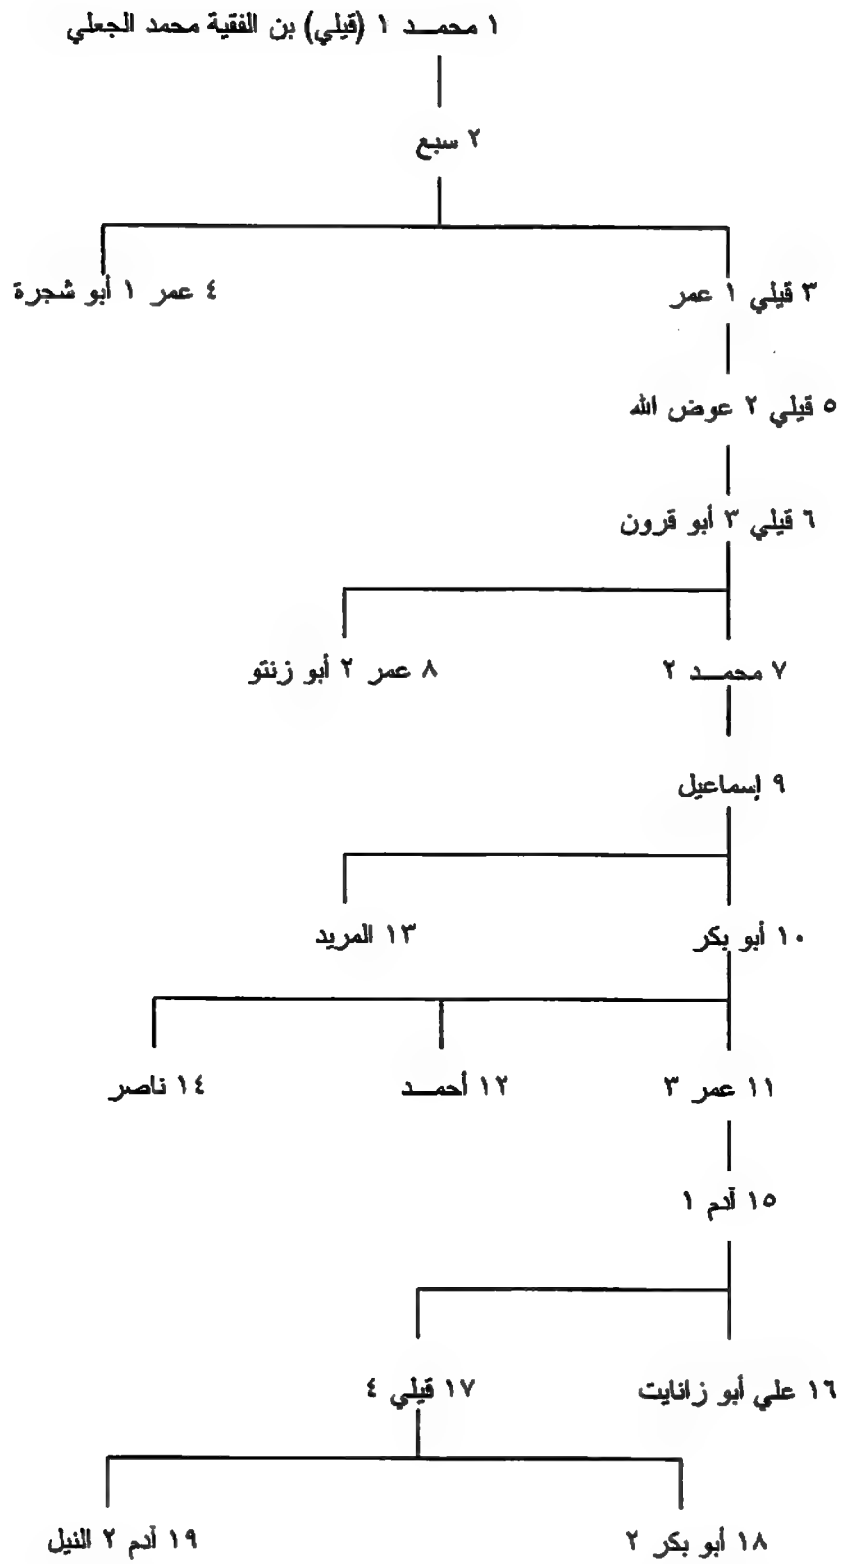 ١ محمـــد ١ (قيلي) بن الفقية محمد الجعلي
٢ سبع
٣ قيلي ١ عمر
٤ عمر ١ أبو شجرة
٥ قيلي ٢ عوض الله
٦ قيلي ٣ أبو قرون
٧ محمـــد ٢
٨ عمر ٢ أبو زنتو
٩ إسماعيل
١٠ أبو بكر
١٣ المريد
١١ عمر ٣
١٢ أحمـــد
١٤ ناصر
١٥ آدم ١
١٦ علي أبو زانايت
١٧ قيلي ٤
١٨ أبو بكر ٢
١٩ آدم ٢ النيل